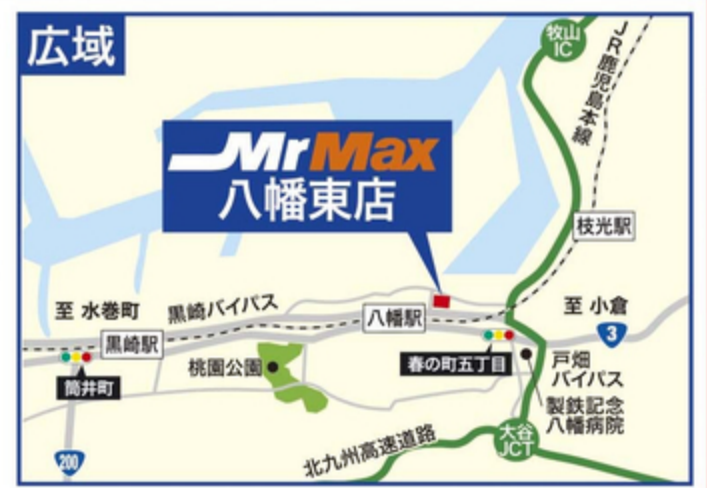 広域
牧山
IC
JR鹿児島本線
MrMax
八幡東店
枝光駅
至 水巻町
黒崎バイパス
八幡駅
至 小倉
3
黒崎駅
桃園公園
春の町五丁目
戸畑
バイパス
筒井町
製鉄記念
八幡病院
大谷
JCT
北九州高速道路
200